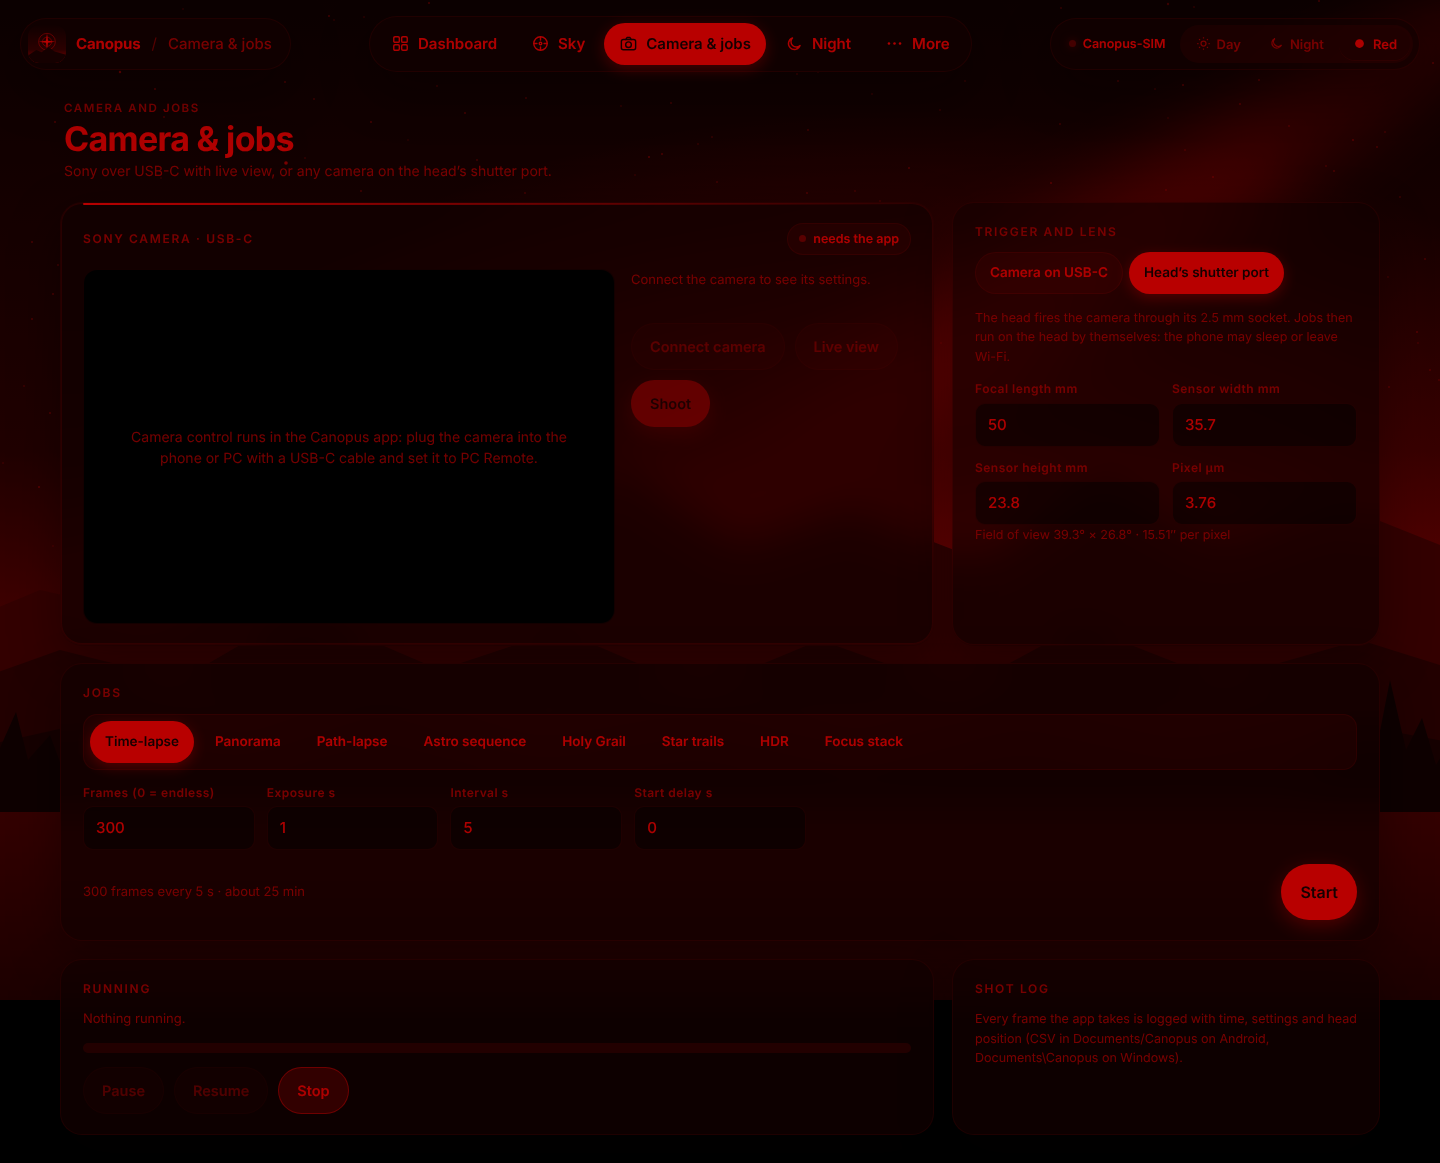 Canopus / Camera & jobs
Dashboard
Sky
Camera & jobs
Night
More
Canopus-SIM
Day
Night
Red
CAMERA AND JOBS
Camera & jobs
Sony over USB-C with live view, or any camera on the head's shutter port.
SONY CAMERA · USB-C
needs the app
Camera control runs in the Canopus app: plug the camera into the
phone or PC with a USB-C cable and set it to PC Remote.
Connect the camera to see its settings.
Connect camera
Live view
Shoot
TRIGGER AND LENS
Camera on USB-C
Head's shutter port
The head fires the camera through its 2.5 mm socket. Jobs then
run on the head by themselves: the phone may sleep or leave
Wi-Fi.
Focal length mm
Sensor width mm
50
35.7
Sensor height mm
Pixel µm
23.8
3.76
Field of view 39.3° × 26.8° · 15.51″ per pixel
JOBS
Time-lapse
Panorama
Path-lapse
Astro sequence
Holy Grail
Star trails
HDR
Focus stack
Frames (0 = endless)
Exposure s
Interval s
Start delay s
300
1
5
0
300 frames every 5 s · about 25 min
Start
RUNNING
Nothing running.
Pause
Resume
Stop
SHOT LOG
Every frame the app takes is logged with time, settings and head
position (CSV in Documents/Canopus on Android,
Documents\Canopus on Windows).